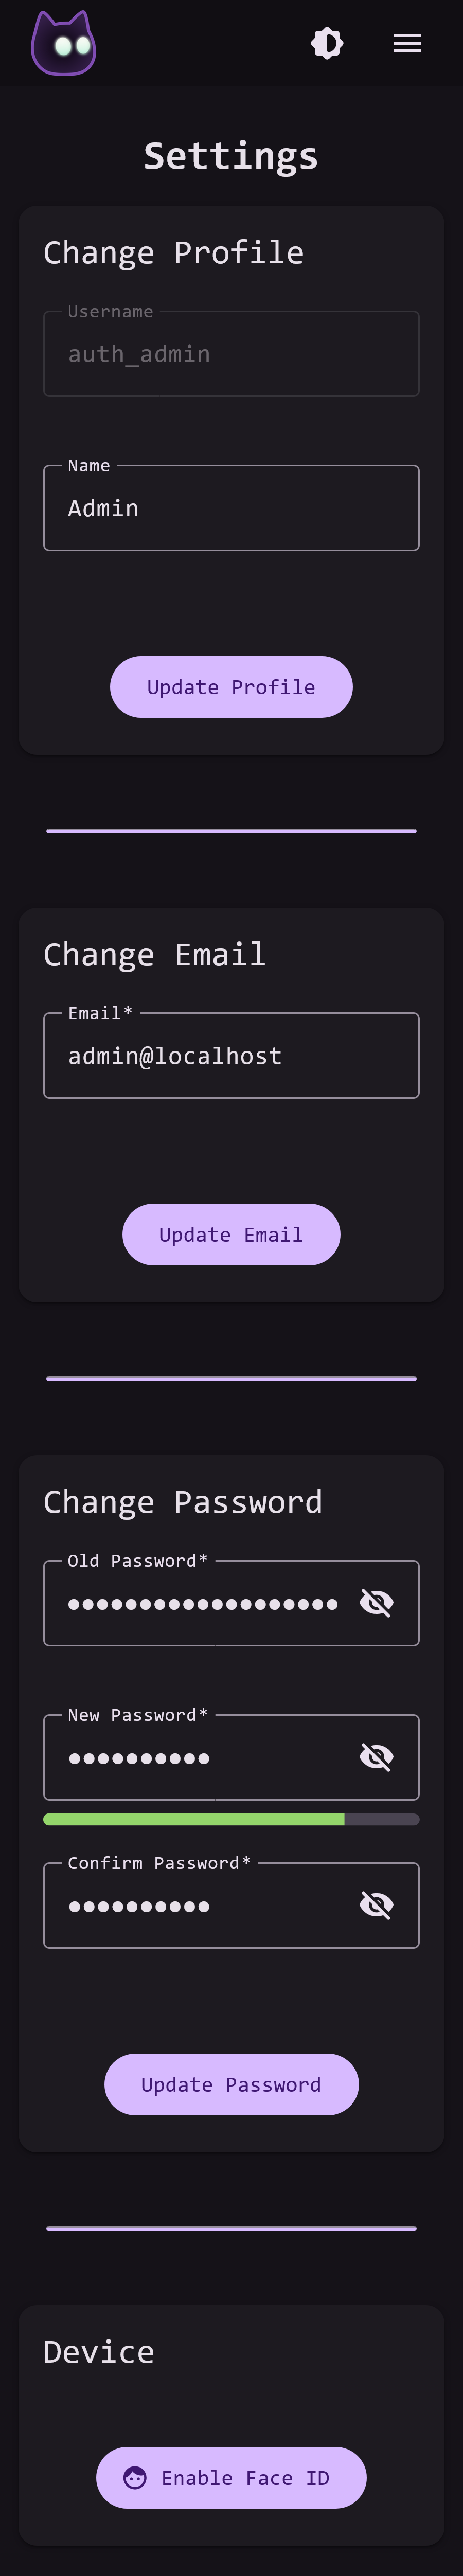 Settings
Change Profile
Username
auth_admin
Name
Admin
Update Profile
Change Email
Email*
admin@localhost
Update Email
Change Password
Old Password*
•••••••••••••••••••
New Password*
••••••••••
Confirm Password*
••••••••••
Update Password
Device
Enable Face ID